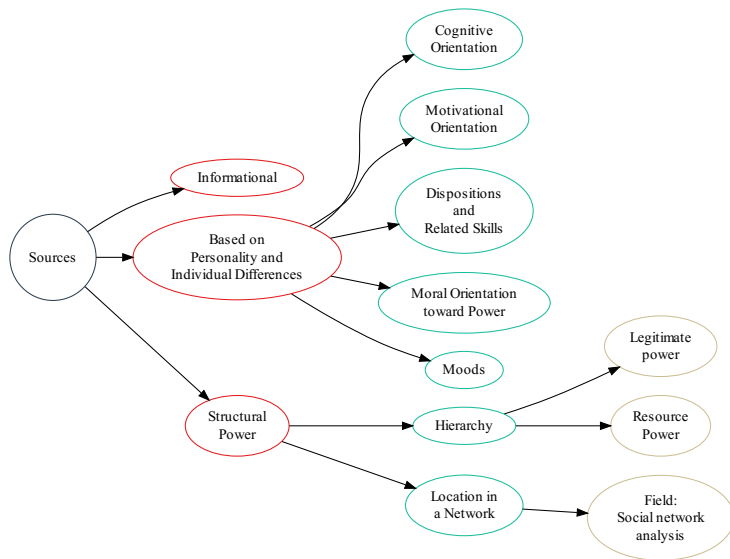 Sources
Informational
Based on
Personality and
Individual Differences
Structural
Power
Cognitive
Orientation
Motivational
Orientation
Dispositions
and
Related Skills
Moral Orientation
toward Power
Moods
Hierarchy
Location in
a Network
Legitimate
power
Resource
Power
Field:
Social network
analysis